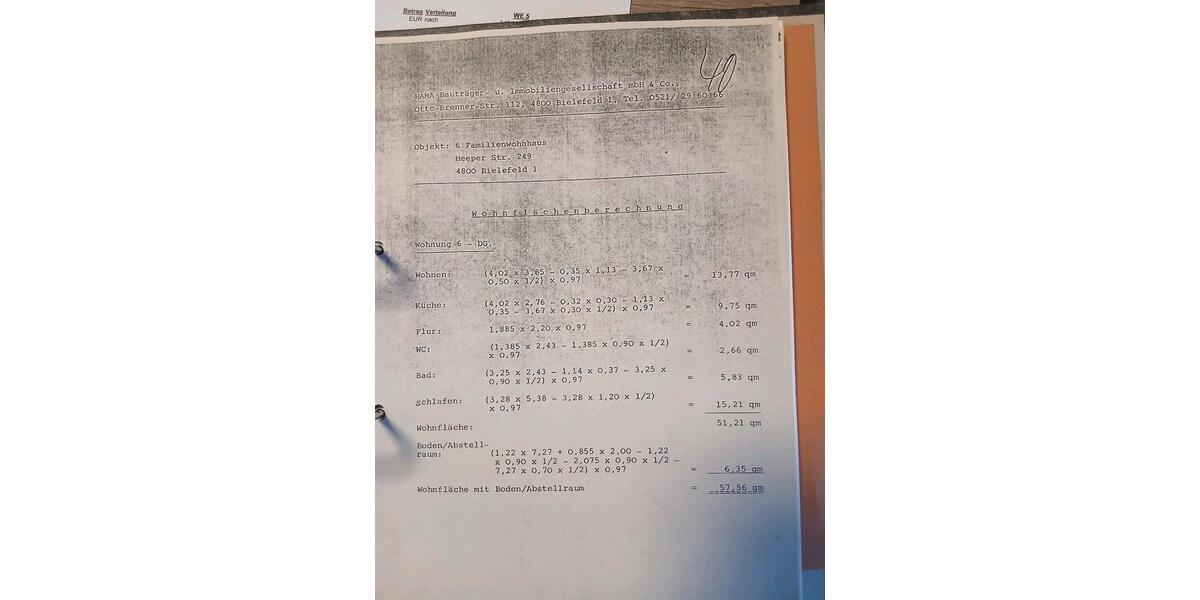 Betrag Verteilung
EUR nach
WE 5
40
HAMA Bauträger- u. Immobiliengesellschaft mbH & Co.,
Otto-Brenner-Str. 112, 4800 Bielefeld 1, Tel. 0521/ 29 60 66
Objekt: 6 Familienwohnhaus
Heeper Str. 249
4800 Bielefeld 1
Wohnflächenberechnung
Wohnung 6 - DG.
Wohnen: (4,02 x 3,85 - 0,35 x 1,13 - 3,67 x
0,50 x 1/2) x 0,97 = 13,77 qm
Küche: (4,02 x 2,76 - 0,32 x 0,30 - 1,13 x
0,35 - 3,67 x 0,30 x 1/2) x 0,97 = 9,75 qm
Flur: 1,885 x 2,20 x 0,97 = 4,02 qm
WC: (1,385 x 2,43 - 1,385 x 0,90 x 1/2)
x 0,97 = 2,66 qm
Bad: (3,25 x 2,43 - 1,14 x 0,37 - 3,25 x
0,90 x 1/2) x 0,97 = 5,83 qm
Schlafen: (3,28 x 5,38 - 3,28 x 1,20 x 1/2)
x 0,97 = 15,21 qm
Wohnfläche: 51,21 qm
Boden/Abstell-
raum: (1,22 x 7,27 + 0,855 x 2,00 - 1,22
x 0,90 x 1/2 - 2,075 x 0,90 x 1/2 -
7,27 x 0,70 x 1/2) x 0,97 = 6,35 qm
Wohnfläche mit Boden/Abstellraum = 57,56 qm